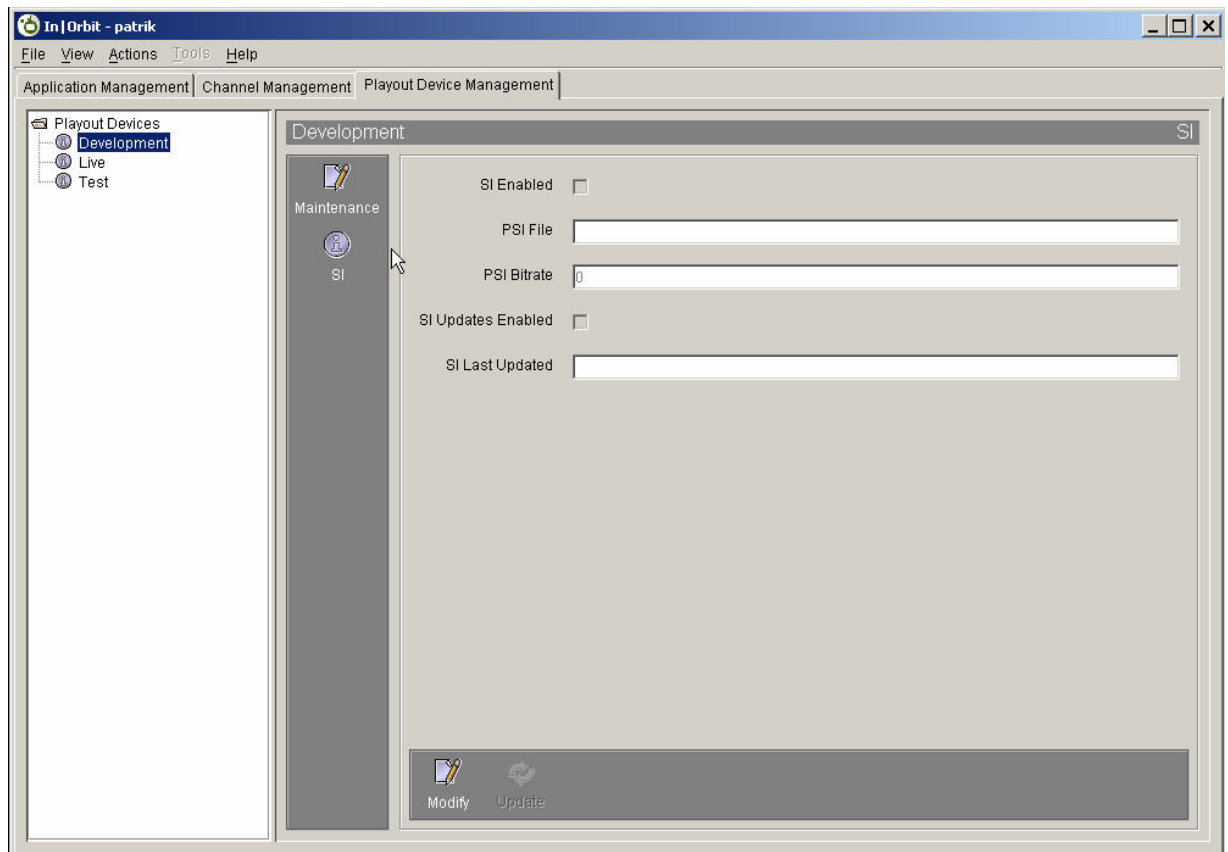 In|Orbit - patrik
File View Actions Tools Help
Application Management Channel Management Playout Device Management
Playout Devices
Development
Live
Test
Development SI
Maintenance
SI
SI Enabled
PSI File
PSI Bitrate 0
SI Updates Enabled
SI Last Updated
Modify Update